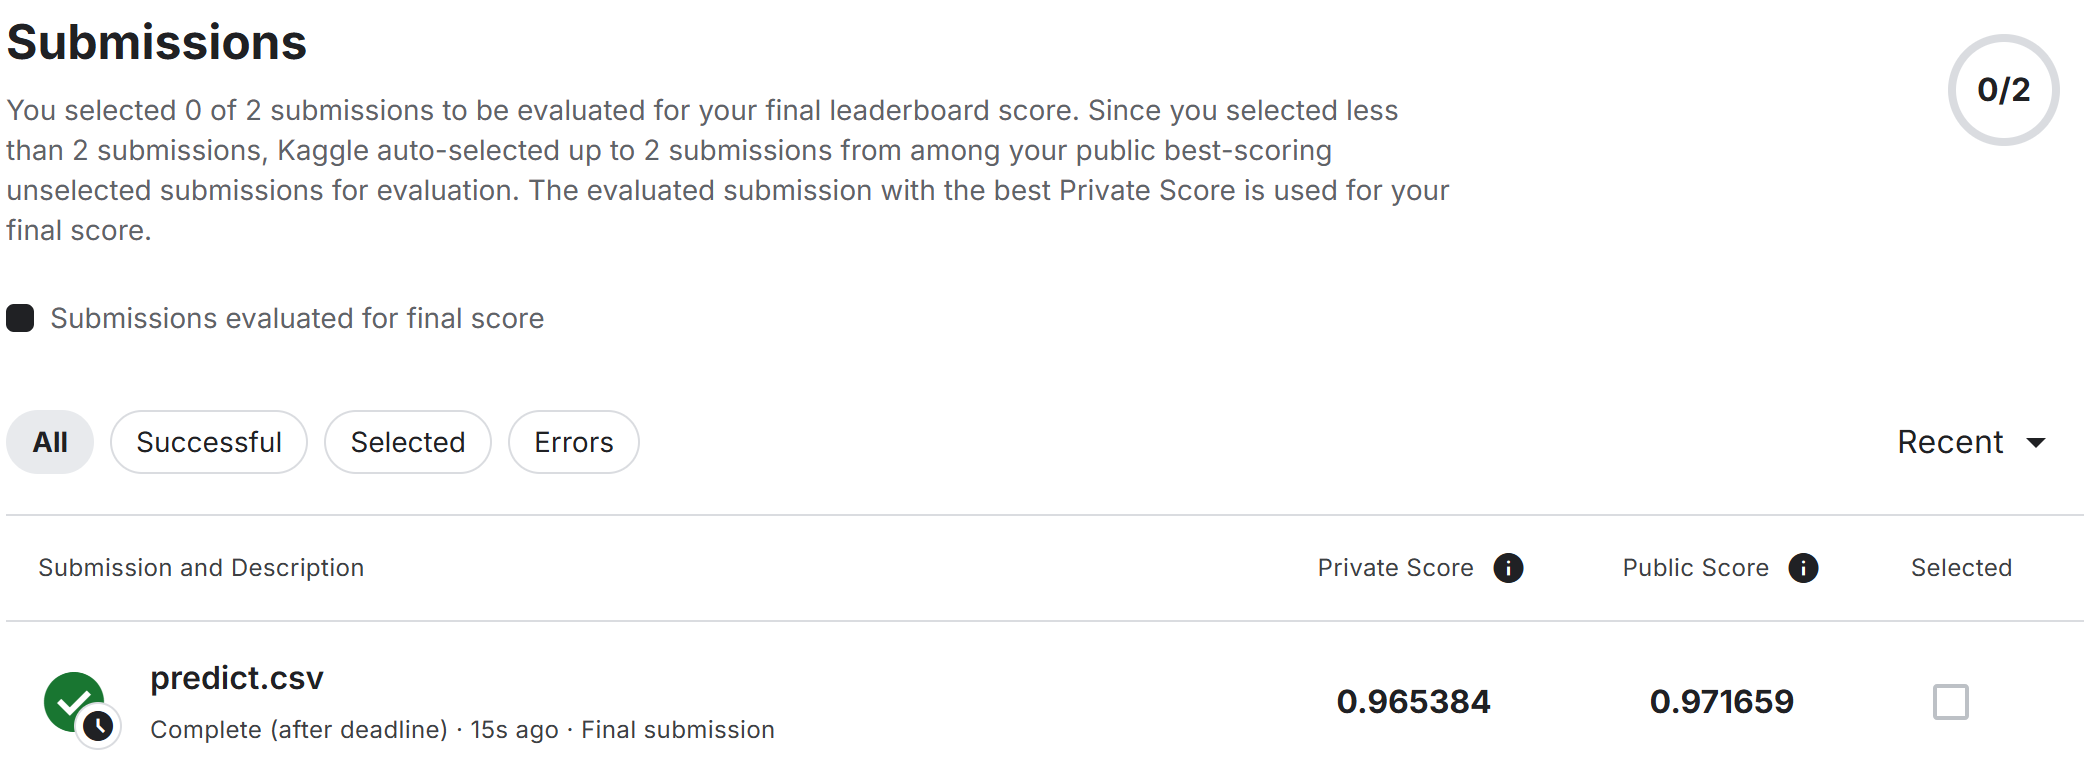 Submissions
0/2
You selected 0 of 2 submissions to be evaluated for your final leaderboard score. Since you selected less
than 2 submissions, Kaggle auto-selected up to 2 submissions from among your public best-scoring
unselected submissions for evaluation. The evaluated submission with the best Private Score is used for your
final score.
Submissions evaluated for final score
All Successful Selected Errors Recent
Submission and Description Private Score i Public Score i Selected
predict.csv
0.965384 0.971659
Complete (after deadline) · 15s ago · Final submission